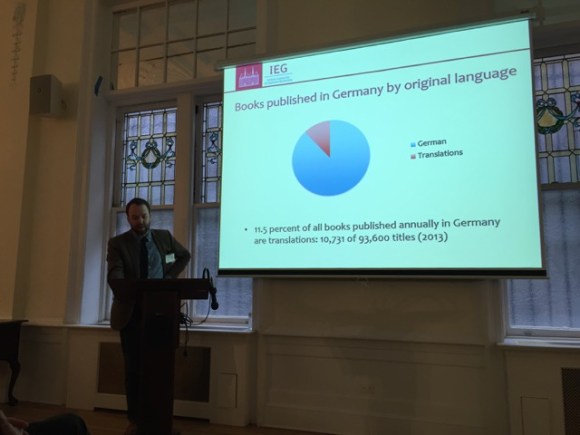 IEG
Books published in Germany by original language
German
Translations
• 11.5 percent of all books published annually in Germany
are translations: 10,731 of 93,600 titles (2013)